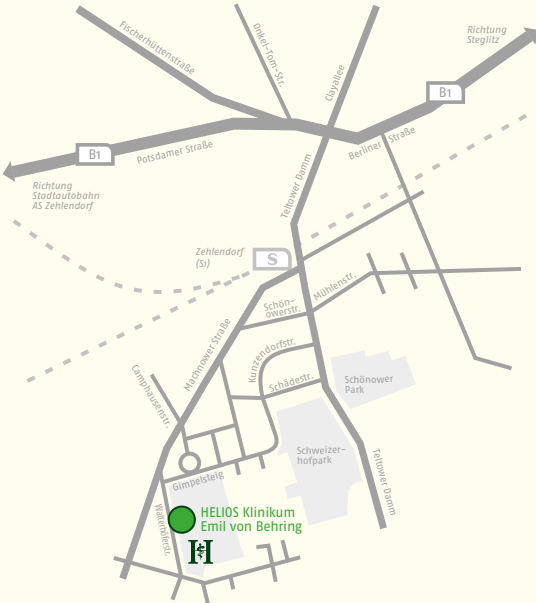 Fischerhüttenstraße
Onkel-Tom-Str.
Clayallee
Richtung
Steglitz
B1
B1
Potsdamer Straße
Berliner Straße
Richtung
Stadtautobahn
AS Zehlendorf
Teltower Damm
Zehlendorf
(S1)
S
Mühlenstr.
Schön-
owerstr.
Machnower Straße
Kunzendorfstr.
Schädestr.
Camphausenstr.
Schönower
Park
Schweizer-
hofpark
Teltower Damm
Gimpelsteig
Walterhöferstr.
HELIOS Klinikum
Emil von Behring
H